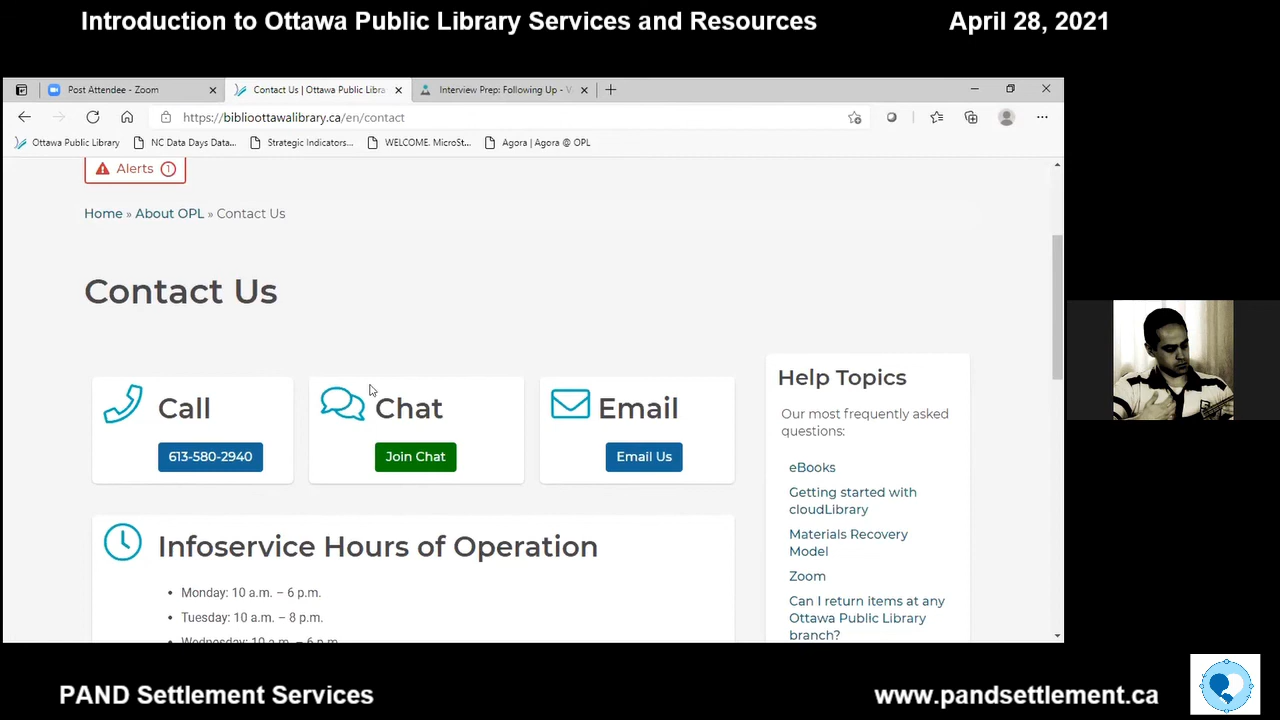 Introduction to Ottawa Public Library Services and Resources
April 28, 2021
Post Attendee - Zoom
Contact Us | Ottawa Public Libra
Interview Prep: Following Up - V
https://biblioottawalibrary.ca/en/contact
Ottawa Public Library
NC Data Days Data...
Strategic Indicators...
WELCOME. MicroSt...
Agora | Agora @ OPL
Alerts 1
Home » About OPL » Contact Us
Contact Us
Call
613-580-2940
Chat
Join Chat
Email
Email Us
Infoservice Hours of Operation
• Monday: 10 a.m. – 6 p.m.
• Tuesday: 10 a.m. – 8 p.m.
Wednesday: 10 a.m. – 6 p.m.
Help Topics
Our most frequently asked
questions:
eBooks
Getting started with
cloudLibrary
Materials Recovery
Model
Zoom
Can I return items at any
Ottawa Public Library
branch?
PAND Settlement Services
www.pandsettlement.ca